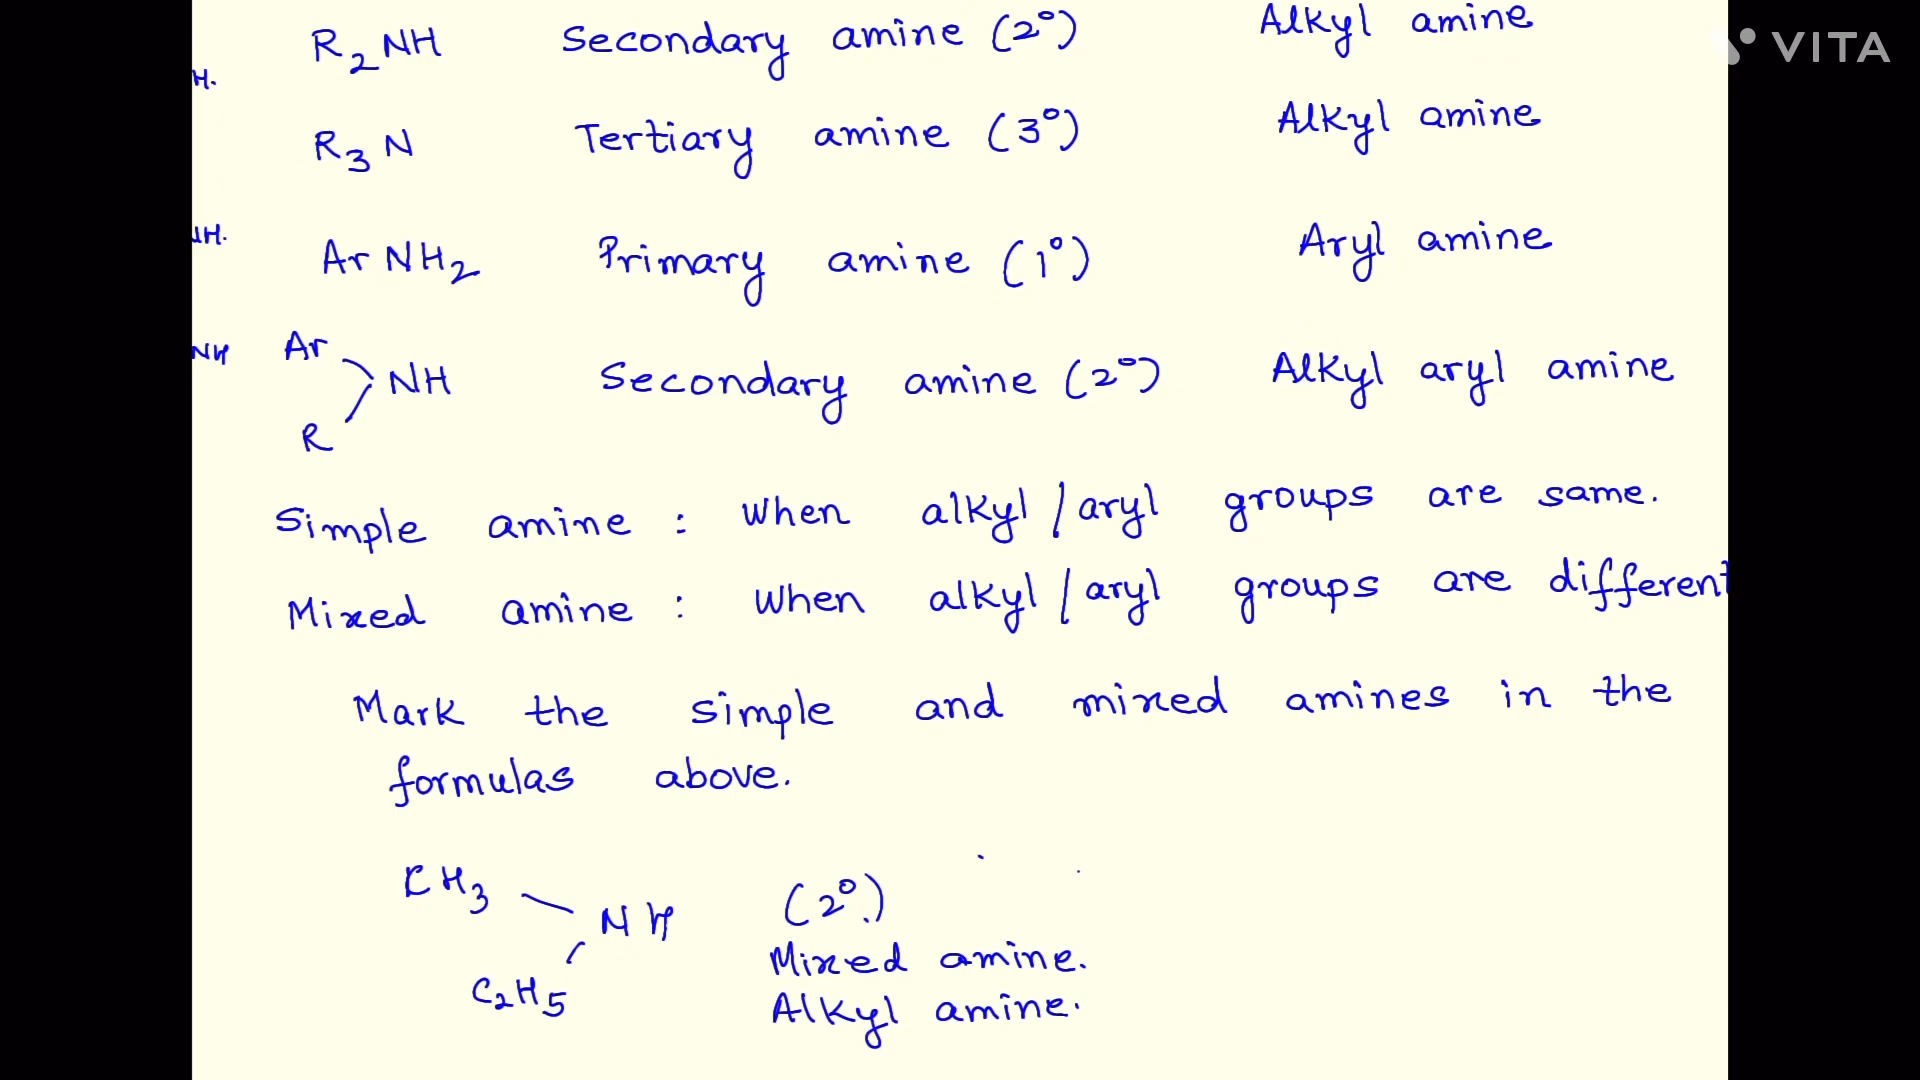 R2NH Secondary amine (2°) Alkyl amine
VITA
H.
R3N Tertiary amine (3°) Alkyl amine
NH.
ArNH2 Primary amine (1°) Aryl amine
NH
Ar
NH Secondary amine (2°) Alkyl aryl amine
R
Simple amine : When alkyl / aryl groups are same.
Mixed amine : When alkyl / aryl groups are different
Mark the simple and mixed amines in the
formulas above.
CH3
NH (2°)
Mixed amine.
C2H5
Alkyl amine.